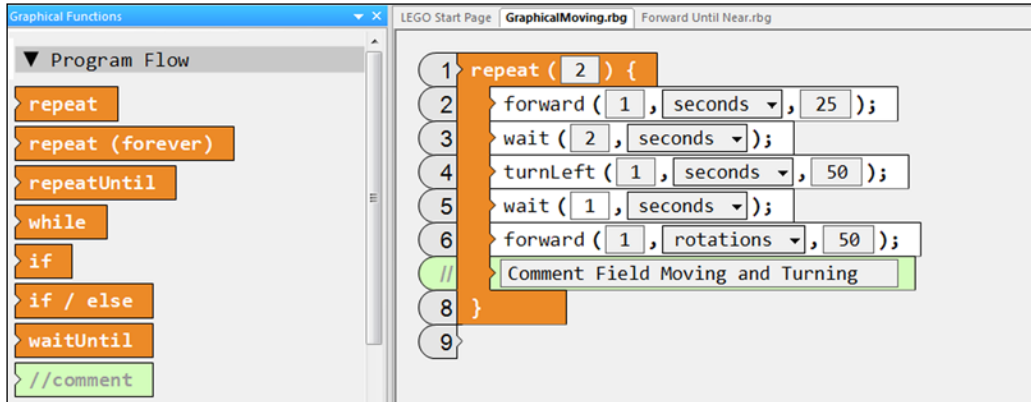 Graphical Functions
▼ Program Flow
repeat
repeat (forever)
repeatUntil
while
if
if / else
waitUntil
//comment
LEGO Start Page GraphicalMoving.rbg Forward Until Near.rbg
1 repeat ( 2 ) {
2 forward ( 1 , seconds ▾, 25 );
3 wait ( 2 , seconds ▾);
4 turnLeft ( 1 , seconds ▾, 50 );
5 wait ( 1 , seconds ▾);
6 forward ( 1 , rotations ▾, 50 );
// Comment Field Moving and Turning
8 }
9